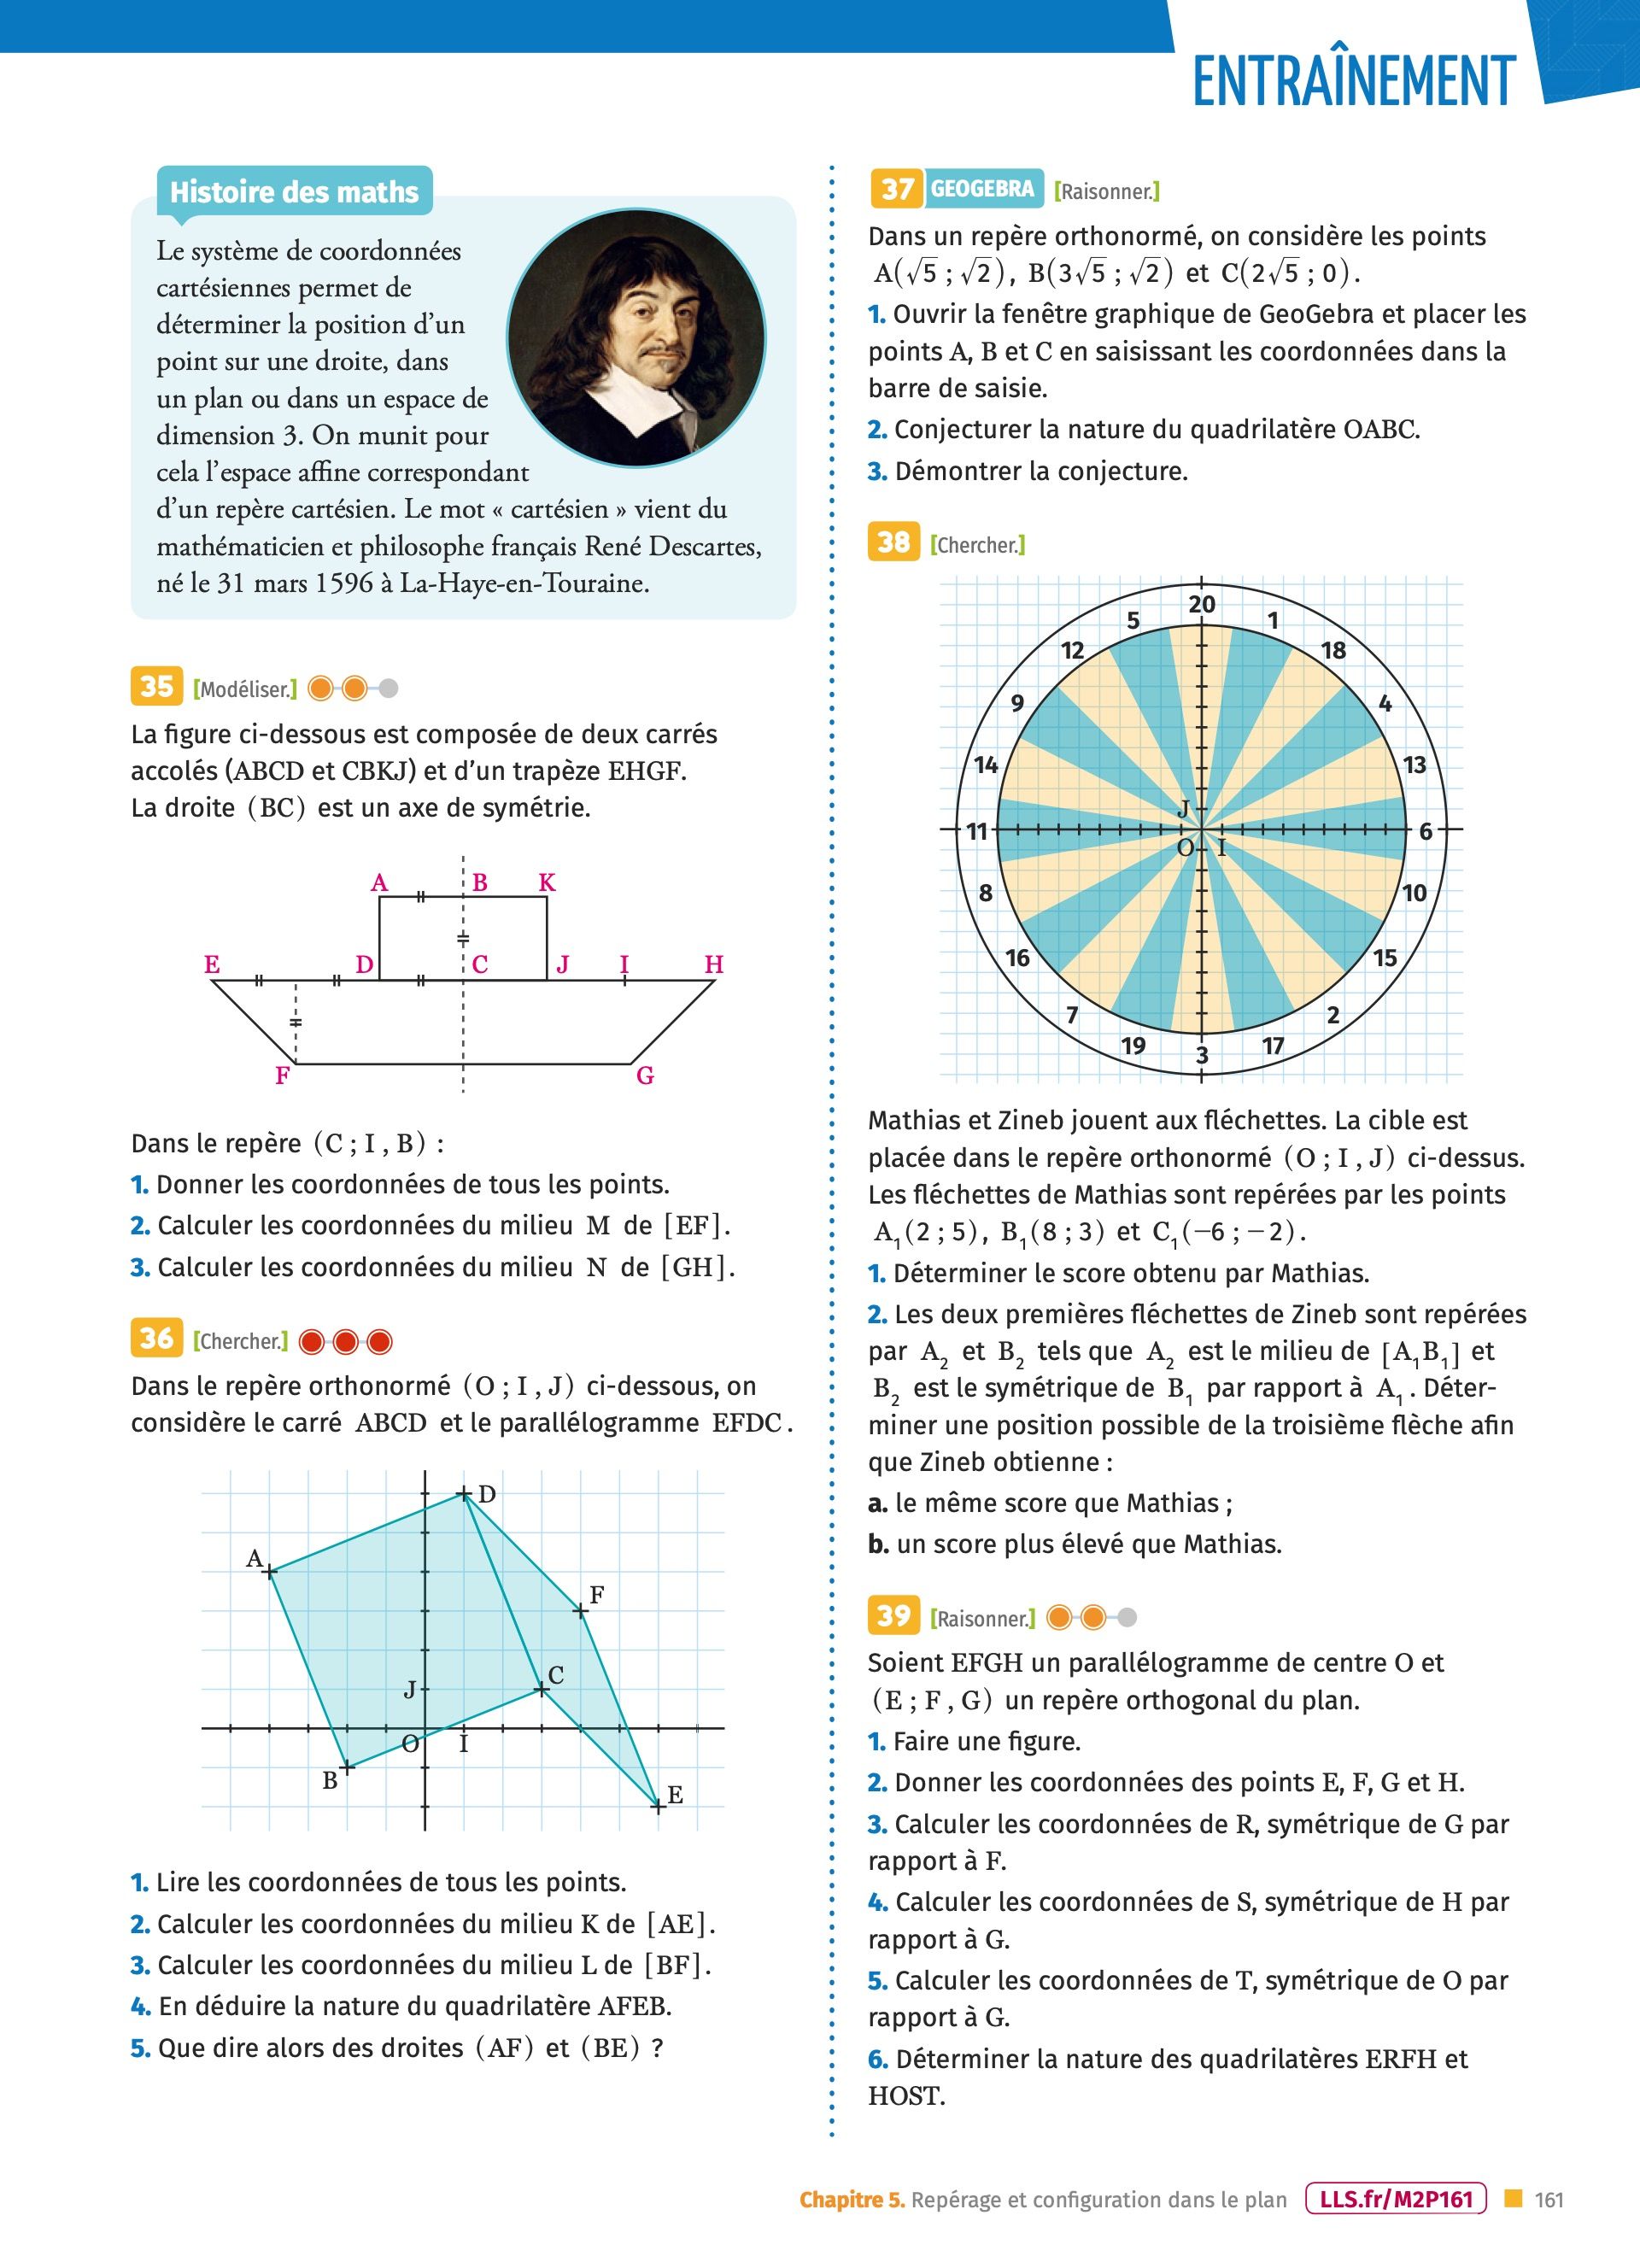 ENTRAÎNEMENT
Histoire des maths
Le système de coordonnées
cartésiennes permet de
déterminer la position d’un
point sur une droite, dans
un plan ou dans un espace de
dimension 3. On munit pour
cela l’espace affine correspondant
d’un repère cartésien. Le mot « cartésien » vient du
mathématicien et philosophe français René Descartes,
né le 31 mars 1596 à La-Haye-en-Touraine.
35 [Modéliser.]
La figure ci-dessous est composée de deux carrés
accolés (ABCD et CBKJ) et d’un trapèze EHGF.
La droite (BC) est un axe de symétrie.
A B K
E D C J I H
F G
Dans le repère (C ; I , B) :
1. Donner les coordonnées de tous les points.
2. Calculer les coordonnées du milieu M de [EF].
3. Calculer les coordonnées du milieu N de [GH].
36 [Chercher.]
Dans le repère orthonormé (O ; I , J) ci-dessous, on
considère le carré ABCD et le parallélogramme EFDC.
D
A
F
C
J
O I
B
E
1. Lire les coordonnées de tous les points.
2. Calculer les coordonnées du milieu K de [AE].
3. Calculer les coordonnées du milieu L de [BF].
4. En déduire la nature du quadrilatère AFEB.
5. Que dire alors des droites (AF) et (BE) ?
37 GEOGEBRA [Raisonner.]
Dans un repère orthonormé, on considère les points
A(√5 ; √2), B(3√5 ; √2) et C(2√5 ; 0).
1. Ouvrir la fenêtre graphique de GeoGebra et placer les
points A, B et C en saisissant les coordonnées dans la
barre de saisie.
2. Conjecturer la nature du quadrilatère OABC.
3. Démontrer la conjecture.
38 [Chercher.]
20
5 1
12 18
9 4
14 13
J
11 6
O I
8 10
16 15
7 2
19 17
3
Mathias et Zineb jouent aux fléchettes. La cible est
placée dans le repère orthonormé (O ; I , J) ci-dessus.
Les fléchettes de Mathias sont repérées par les points
A₁(2 ; 5), B₁(8 ; 3) et C₁(−6 ; −2).
1. Déterminer le score obtenu par Mathias.
2. Les deux premières fléchettes de Zineb sont repérées
par A₂ et B₂ tels que A₂ est le milieu de [A₁B₁] et
B₂ est le symétrique de B₁ par rapport à A₁. Déter-
miner une position possible de la troisième flèche afin
que Zineb obtienne :
a. le même score que Mathias ;
b. un score plus élevé que Mathias.
39 [Raisonner.]
Soient EFGH un parallélogramme de centre O et
(E ; F , G) un repère orthogonal du plan.
1. Faire une figure.
2. Donner les coordonnées des points E, F, G et H.
3. Calculer les coordonnées de R, symétrique de G par
rapport à F.
4. Calculer les coordonnées de S, symétrique de H par
rapport à G.
5. Calculer les coordonnées de T, symétrique de O par
rapport à G.
6. Déterminer la nature des quadrilatères ERFH et
HOST.
Chapitre 5. Repérage et configuration dans le plan LLS.fr/M2P161 161